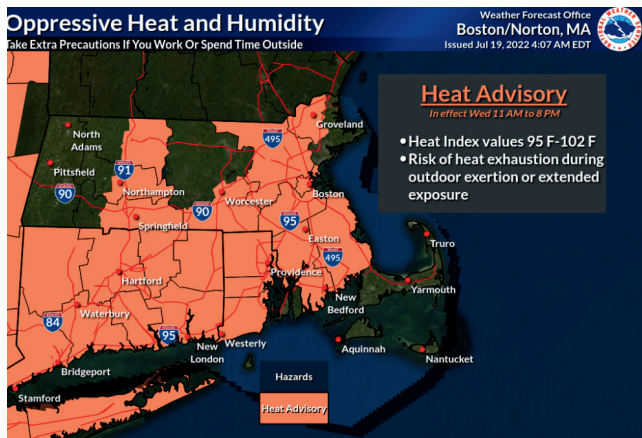 Oppressive Heat and Humidity
Take Extra Precautions If You Work Or Spend Time Outside
Weather Forecast Office
Boston/Norton, MA
Issued Jul 19, 2022 4:07 AM EDT
Heat Advisory
In effect Wed 11 AM to 8 PM
•Heat Index values 95 F-102 F
•Risk of heat exhaustion during
outdoor exertion or extended
exposure
Groveland
North
Adams
495
Pittsfield
91
90
Northampton
Boston
Worcester
90
Springfield
95
Easton
Truro
495
Providence
Hartford
Yarmouth
New
Bedford
Waterbury
84
95
New
London
Westerly
Aquinnah
Nantucket
Bridgeport
Stamford
Hazards
Heat Advisory